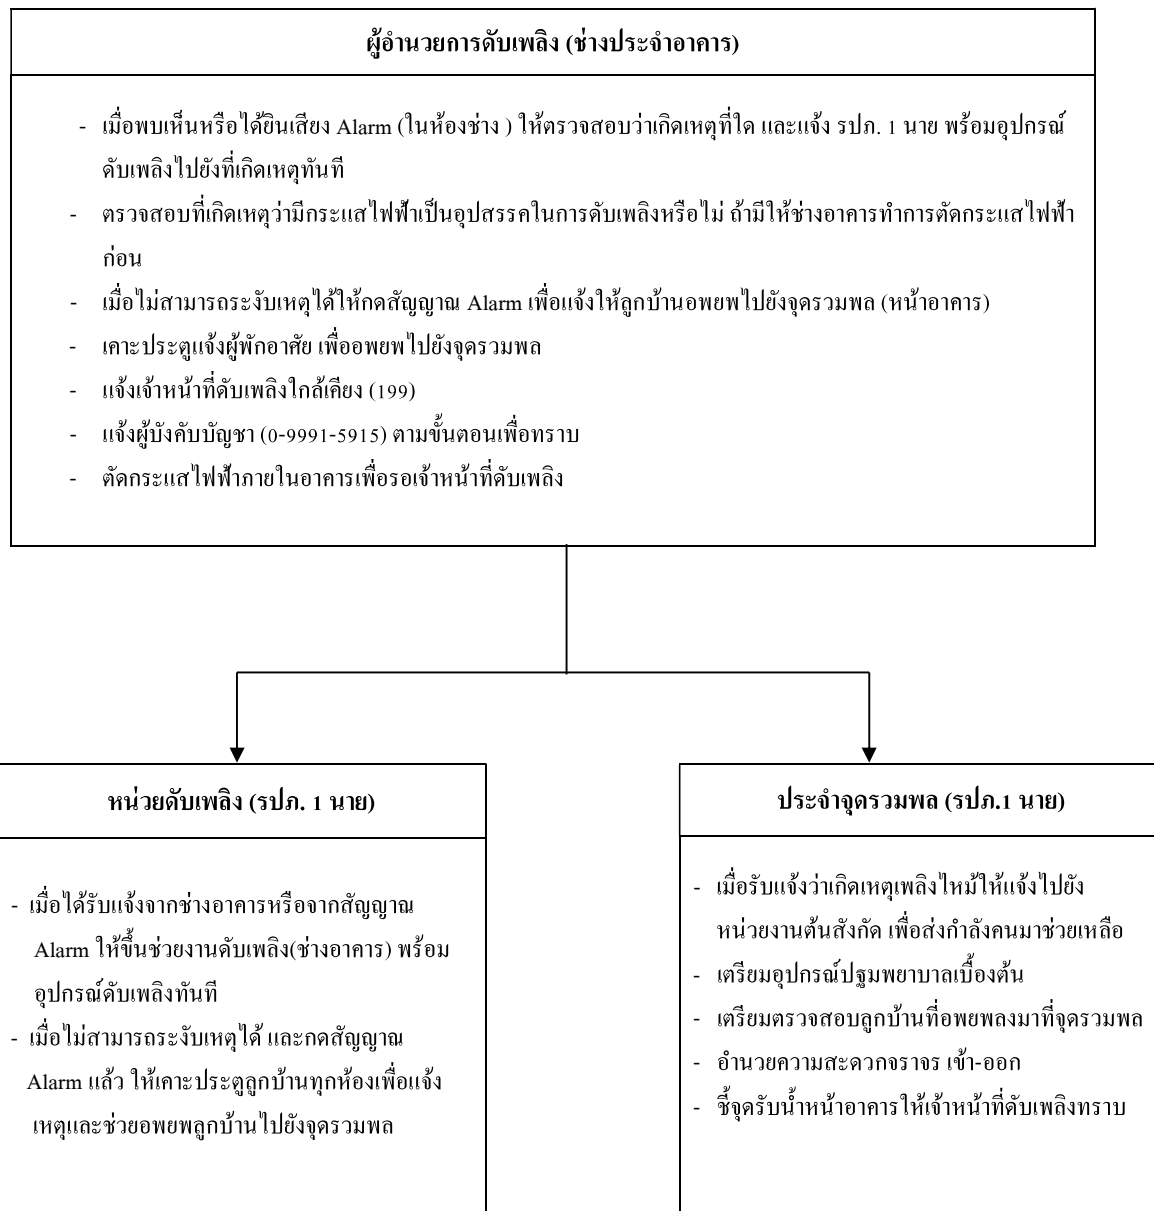 ผู้อำนวยการดับเพลิง (ช่างประจำอาคาร)
- เมื่อพบเห็นหรือได้ยินเสียง Alarm (ในห้องช่าง ) ให้ตรวจสอบว่าเกิดเหตุที่ใด และแจ้ง รปภ. 1 นาย พร้อมอุปกรณ์
ดับเพลิงไปยังที่เกิดเหตุทันที
- ตรวจสอบที่เกิดเหตุว่ามีกระแสไฟฟ้าเป็นอุปสรรคในการดับเพลิงหรือไม่ ถ้ามีให้ช่างอาคารทำการตัดกระแสไฟฟ้า
ก่อน
- เมื่อไม่สามารถระงับเหตุได้ให้กดสัญญาณ Alarm เพื่อแจ้งให้ลูกบ้านอพยพไปยังจุดรวมพล (หน้าอาคาร)
- เคาะประตูแจ้งผู้พักอาศัย เพื่ออพยพไปยังจุดรวมพล
- แจ้งเจ้าหน้าที่ดับเพลิงใกล้เคียง (199)
- แจ้งผู้บังคับบัญชา (0-9991-5915) ตามขั้นตอนเพื่อทราบ
- ตัดกระแสไฟฟ้าภายในอาคารเพื่อรอเจ้าหน้าที่ดับเพลิง
หน่วยดับเพลิง (รปภ. 1 นาย)
- เมื่อได้รับแจ้งจากช่างอาคารหรือจากสัญญาณ
Alarm ให้ขึ้นช่วยงานดับเพลิง(ช่างอาคาร) พร้อม
อุปกรณ์ดับเพลิงทันที
- เมื่อไม่สามารถระงับเหตุได้ และกดสัญญาณ
Alarm แล้ว ให้เคาะประตูลูกบ้านทุกห้องเพื่อแจ้ง
เหตุและช่วยอพยพลูกบ้านไปยังจุดรวมพล
ประจำจุดรวมพล (รปภ.1 นาย)
- เมื่อรับแจ้งว่าเกิดเหตุเพลิงไหม้ให้แจ้งไปยัง
หน่วยงานต้นสังกัด เพื่อส่งกำลังคนมาช่วยเหลือ
- เตรียมอุปกรณ์ปฐมพยาบาลเบื้องต้น
- เตรียมตรวจสอบลูกบ้านที่อพยพลงมาที่จุดรวมพล
- อำนวยความสะดวกจราจร เข้า-ออก
- ชี้จุดรับน้ำหน้าอาคารให้เจ้าหน้าที่ดับเพลิงทราบ